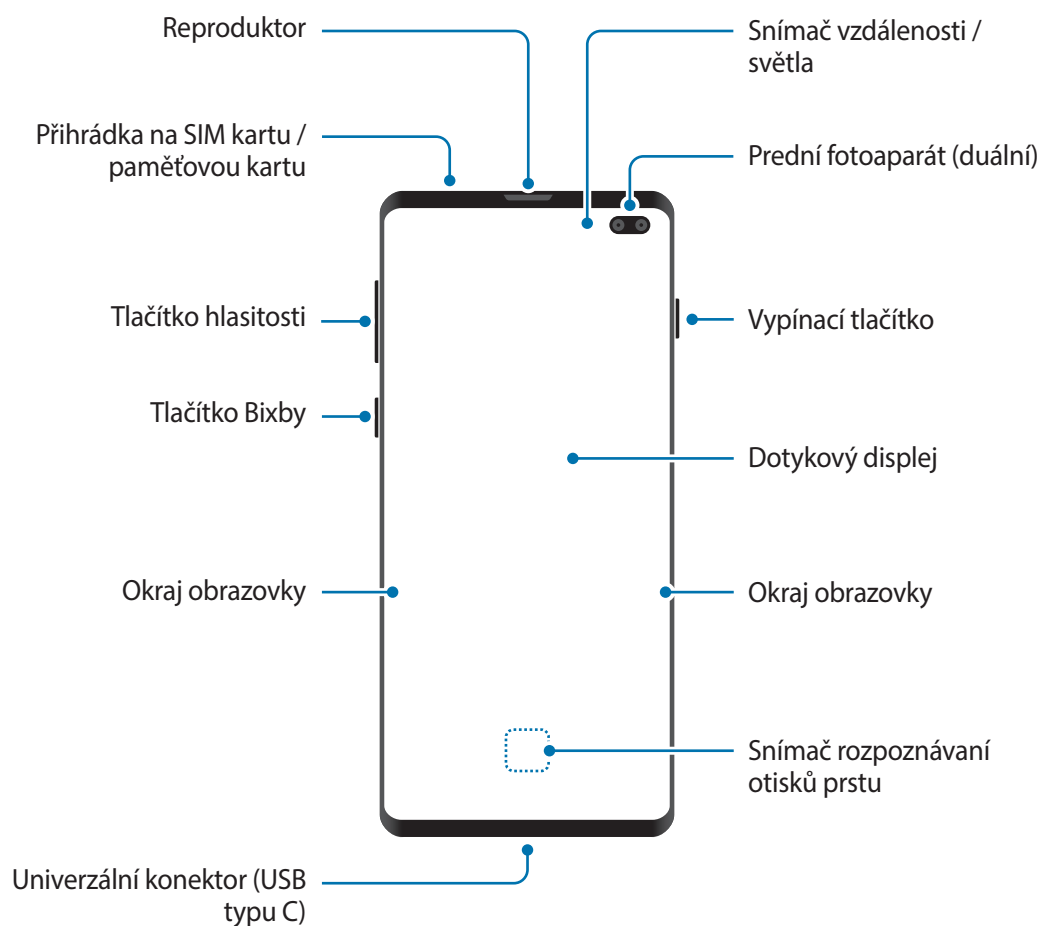 Reproduktor
Snímač vzdálenosti /
světla
Přihrádka na SIM kartu /
paměťovou kartu
Prední fotoaparát (duální)
Tlačítko hlasitosti
Vypínací tlačítko
Tlačítko Bixby
Dotykový displej
Okraj obrazovky
Okraj obrazovky
Snímač rozpoznávaní
otisků prstu
Univerzální konektor (USB
typu C)